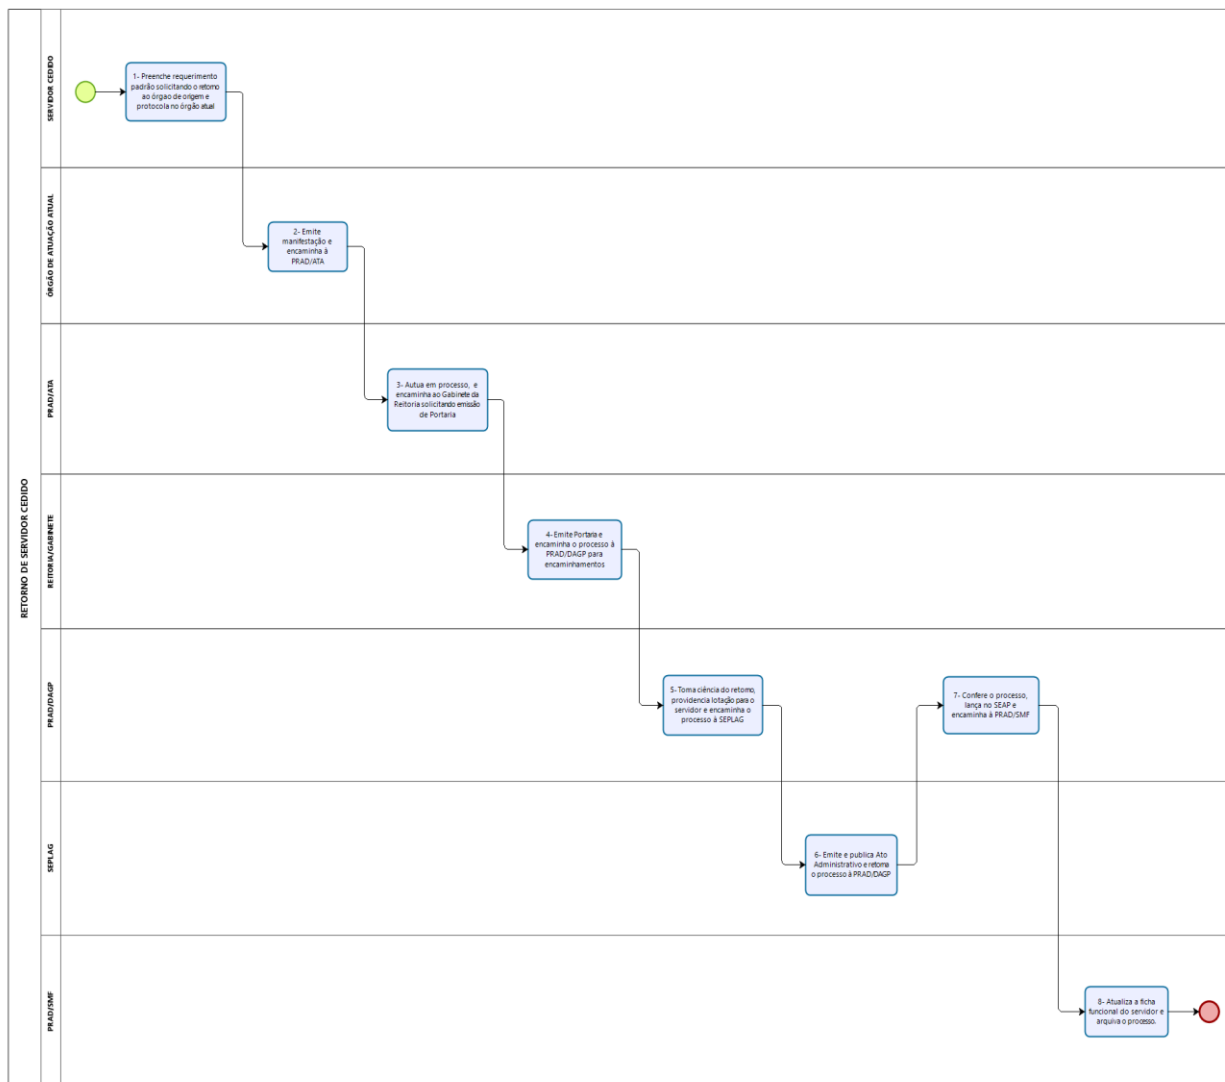 RETORNO DE SERVIDOR CEDIDO
SERVIDOR CEDIDO
1- Preenche requerimento
padrão solicitando o retorno
ao órgao de origem e
protocola no órgão atual
ÓRGÃO DE ATUAÇÃO ATUAL
2- Emite
manifestação e
encaminha à
PRAD/ATA
PRAD/ATA
3- Autua em processo, e
encaminha ao Gabinete da
Reitoria solicitando emissão
de Portaria
REITORIA/GABINETE
4- Emite Portaria e
encaminha o processo à
PRAD/DAGP para
encaminhamentos
PRAD/DAGP
5- Toma ciência do retorno,
providencia lotação para o
servidor e encaminha o
processo à SEPLAG
7- Confere o processo,
lança no SEAP e
encaminha à PRAD/SMF
SEPLAG
6- Emite e publica Ato
Administrativo e retorna
o processo à PRAD/DAGP
PRAD/SMF
8- Atualiza a ficha
funcional do servidor e
arquiva o processo.